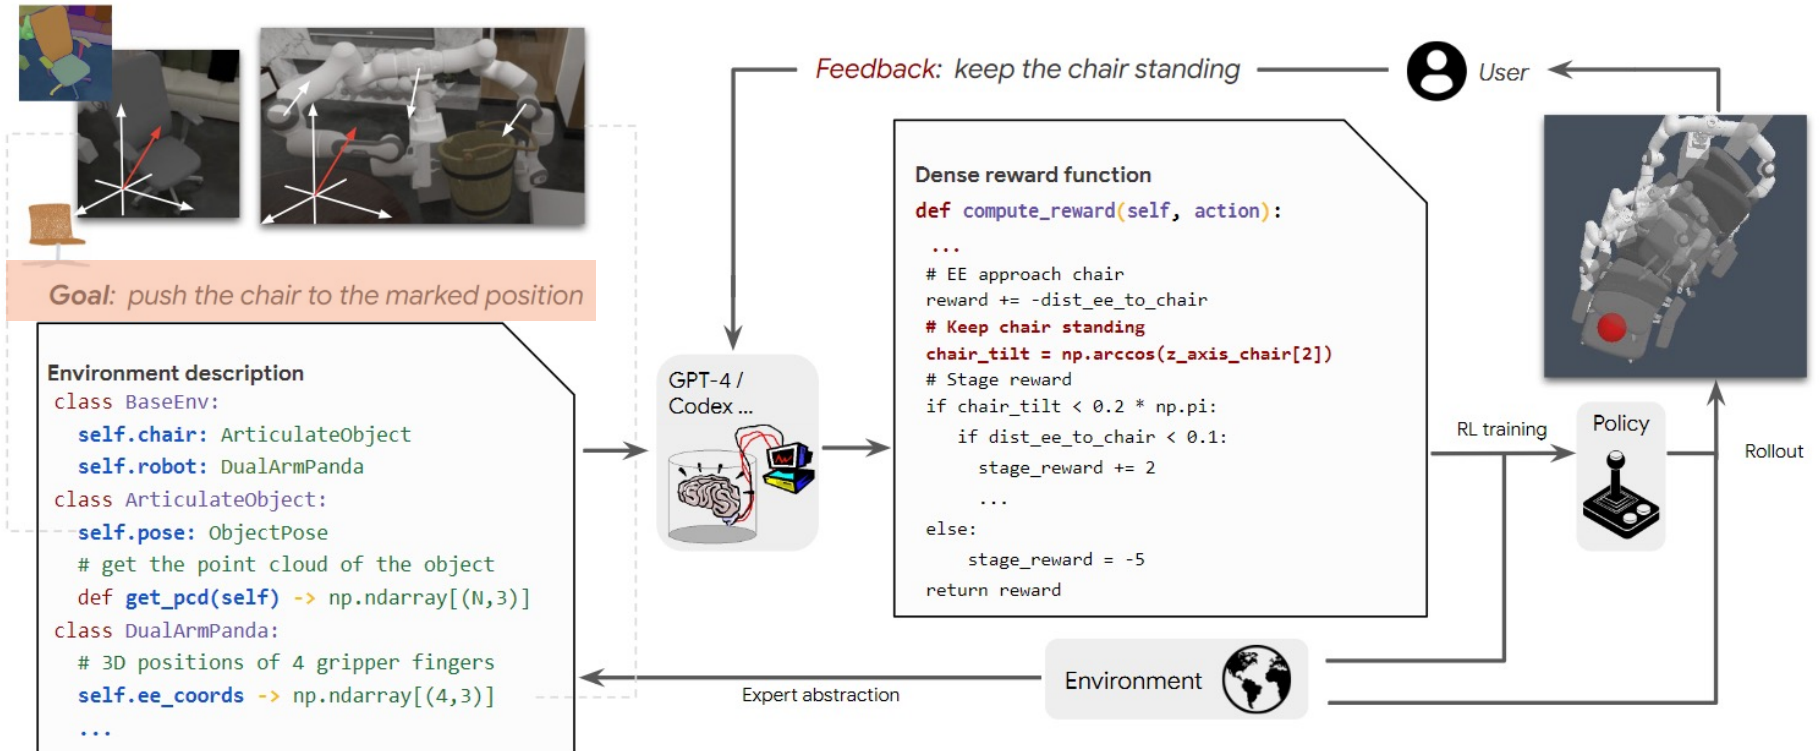 Feedback: keep the chair standing
User
Goal: push the chair to the marked position
Environment description
class BaseEnv:
self.chair: ArticulateObject
self.robot: DualArmPanda
class ArticulateObject:
self.pose: ObjectPose
# get the point cloud of the object
def get_pcd(self) -> np.ndarray[(N,3)]
class DualArmPanda:
# 3D positions of 4 gripper fingers
self.ee_coords -> np.ndarray[(4,3)]
...
GPT-4 /
Codex ...
Dense reward function
def compute_reward(self, action):
...
# EE approach chair
reward += -dist_ee_to_chair
# Keep chair standing
chair_tilt = np.arccos(z_axis_chair[2])
# Stage reward
if chair_tilt < 0.2 * np.pi:
if dist_ee_to_chair < 0.1:
stage_reward += 2
...
else:
stage_reward = -5
return reward
RL training
Policy
Rollout
Environment
Expert abstraction